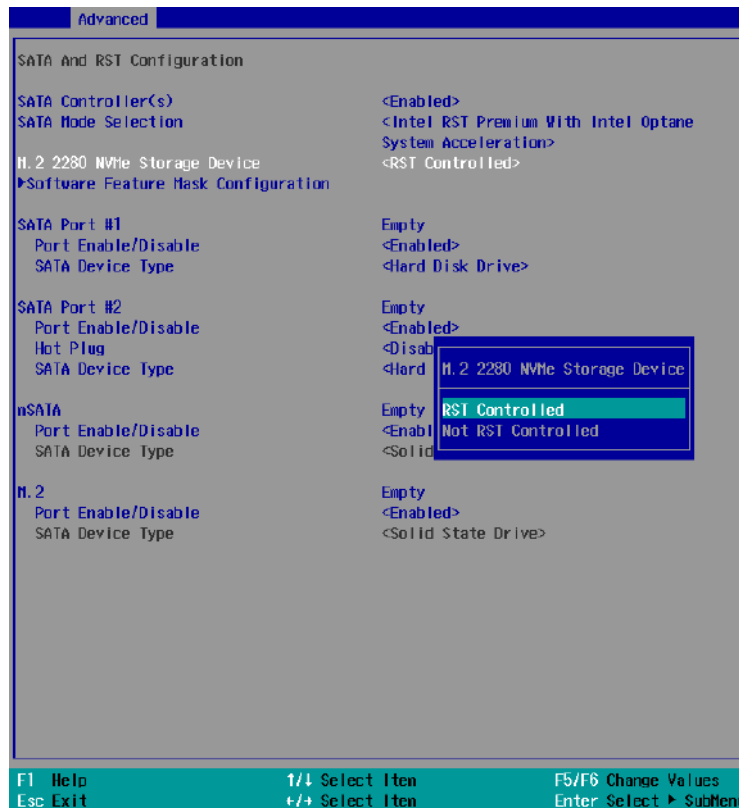 Advanced
SATA And RST Configuration
SATA Controller(s) <Enabled>
SATA Mode Selection <Intel RST Premium With Intel Optane
System Acceleration>
M.2 2280 NVMe Storage Device <RST Controlled>
▶Software Feature Mask Configuration
SATA Port #1 Empty
Port Enable/Disable <Enabled>
SATA Device Type <Hard Disk Drive>
SATA Port #2 Empty
Port Enable/Disable <Enabled>
Hot Plug <Disab
SATA Device Type <Hard
M.2 2280 NVMe Storage Device
RST Controlled
Not RST Controlled
mSATA Empty
Port Enable/Disable <Enabl
SATA Device Type <Solid
M.2 Empty
Port Enable/Disable <Enabled>
SATA Device Type <Solid State Drive>
F1 Help ↑/↓ Select Item F5/F6 Change Values
Esc Exit ←/→ Select Item Enter Select ▶ SubMen